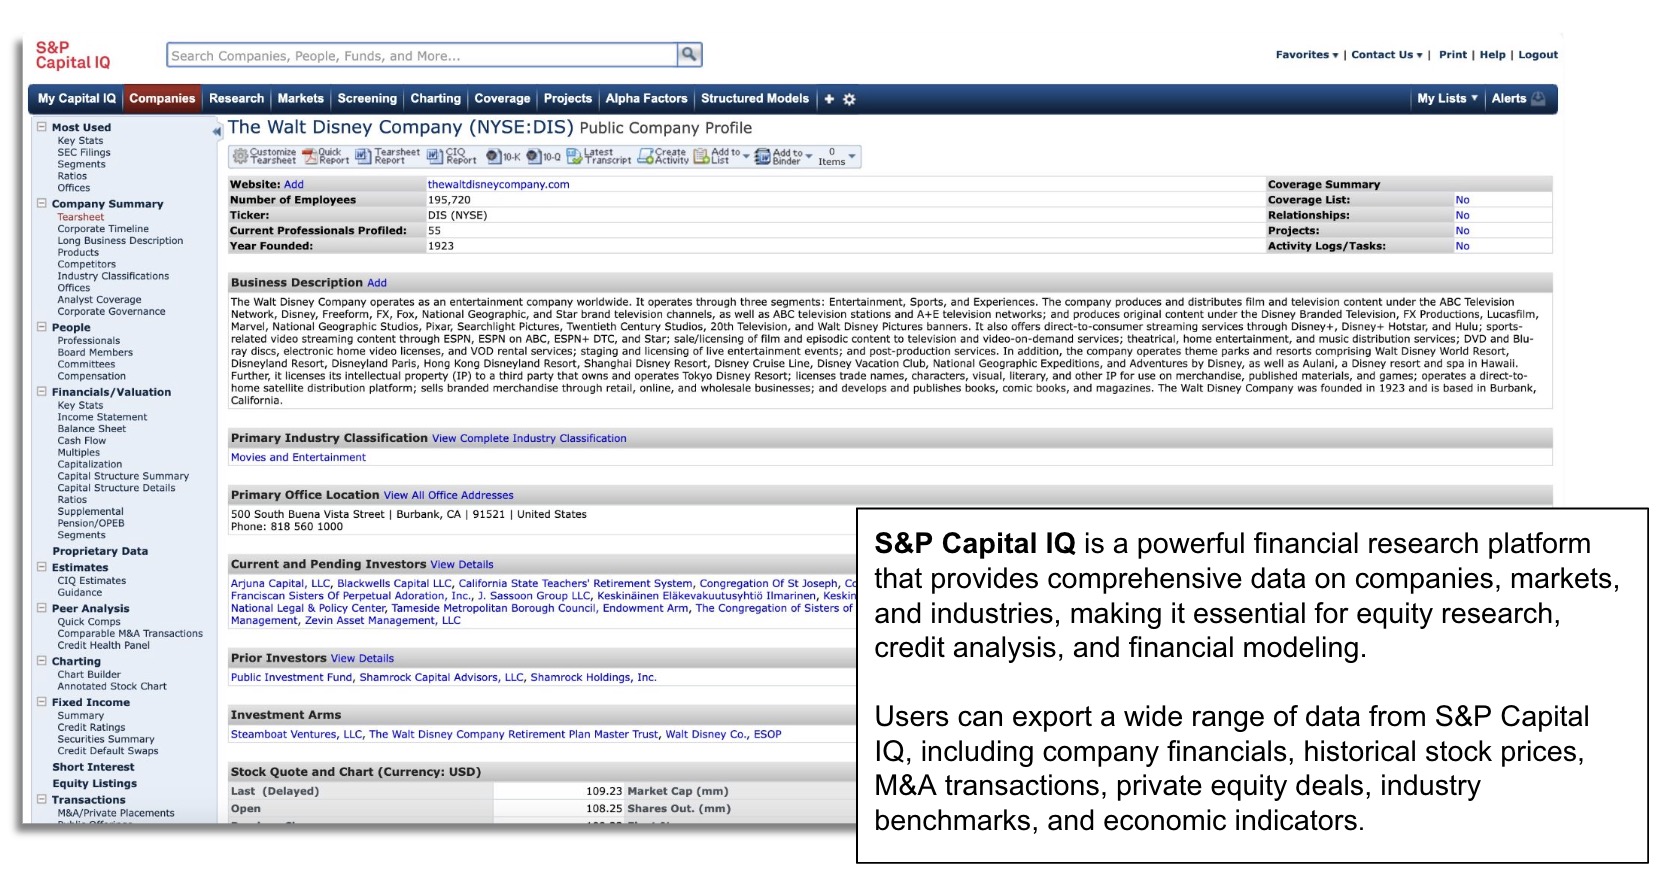 S&P
Capital IQ
Search Companies, People, Funds, and More...
Favorites ▾ | Contact Us ▾ | Print | Help | Logout
My Capital IQ | Companies | Research | Markets | Screening | Charting | Coverage | Projects | Alpha Factors | Structured Models
My Lists ▾ | Alerts
Most Used
Key Stats
SEC Filings
Segments
Ratios
Offices
Company Summary
Tearsheet
Corporate Timeline
Long Business Description
Products
Competitors
Industry Classifications
Offices
Analyst Coverage
Corporate Governance
People
Professionals
Board Members
Committees
Compensation
Financials/Valuation
Key Stats
Income Statement
Balance Sheet
Cash Flow
Multiples
Capitalization
Capital Structure Summary
Capital Structure Details
Ratios
Supplemental
Pension/OPEB
Segments
Proprietary Data
Estimates
CIQ Estimates
Guidance
Peer Analysis
Quick Comps
Comparable M&A Transactions
Credit Health Panel
Charting
Chart Builder
Annotated Stock Chart
Fixed Income
Summary
Credit Ratings
Securities Summary
Credit Default Swaps
Short Interest
Equity Listings
Transactions
M&A/Private Placements
The Walt Disney Company (NYSE:DIS) Public Company Profile
Customize Tearsheet Quick Report Tearsheet Report CIQ Report 10-K 10-Q Latest Transcript Create Activity Add to List Add to Binder 0 Items
Website: Add thewaltdisneycompany.com
Number of Employees 195,720
Ticker: DIS (NYSE)
Current Professionals Profiled: 55
Year Founded: 1923
Coverage Summary
Coverage List: No
Relationships: No
Projects: No
Activity Logs/Tasks: No
Business Description Add
The Walt Disney Company operates as an entertainment company worldwide. It operates through three segments: Entertainment, Sports, and Experiences. The company produces and distributes film and television content under the ABC Television
Network, Disney, Freeform, FX, Fox, National Geographic, and Star brand television channels, as well as ABC television stations and A+E television networks; and produces original content under the Disney Branded Television, FX Productions, Lucasfilm,
Marvel, National Geographic Studios, Pixar, Searchlight Pictures, Twentieth Century Studios, 20th Television, and Walt Disney Pictures banners. It also offers direct-to-consumer streaming services through Disney+, Disney+ Hotstar, and Hulu; sports-
related video streaming content through ESPN, ESPN on ABC, ESPN+ DTC, and Star; sale/licensing of film and episodic content to television and video-on-demand services; theatrical, home entertainment, and music distribution services; DVD and Blu-
ray discs, electronic home video licenses, and VOD rental services; staging and licensing of live entertainment events; and post-production services. In addition, the company operates theme parks and resorts comprising Walt Disney World Resort,
Disneyland Resort, Disneyland Paris, Hong Kong Disneyland Resort, Shanghai Disney Resort, Disney Cruise Line, Disney Vacation Club, National Geographic Expeditions, and Adventures by Disney, as well as Aulani, a Disney resort and spa in Hawaii.
Further, it licenses its intellectual property (IP) to a third party that owns and operates Tokyo Disney Resort; licenses trade names, characters, visual, literary, and other IP for use on merchandise, published materials, and games; operates a direct-to-
home satellite distribution platform; sells branded merchandise through retail, online, and wholesale businesses; and develops and publishes books, comic books, and magazines. The Walt Disney Company was founded in 1923 and is based in Burbank,
California.
Primary Industry Classification View Complete Industry Classification
Movies and Entertainment
Primary Office Location View All Office Addresses
500 South Buena Vista Street | Burbank, CA | 91521 | United States
Phone: 818 560 1000
Current and Pending Investors View Details
Arjuna Capital, LLC, Blackwells Capital LLC, California State Teachers' Retirement System, Congregation Of St Joseph,
Franciscan Sisters Of Perpetual Adoration, Inc., J. Sassoon Group LLC, Keskinäinen Eläkevakuutusyhtiö Ilmarinen, Keskin
National Legal & Policy Center, Tameside Metropolitan Borough Council, Endowment Arm, The Congregation of Sisters of
Management, Zevin Asset Management, LLC
Prior Investors View Details
Public Investment Fund, Shamrock Capital Advisors, LLC, Shamrock Holdings, Inc.
Investment Arms
Steamboat Ventures, LLC, The Walt Disney Company Retirement Plan Master Trust, Walt Disney Co., ESOP
Stock Quote and Chart (Currency: USD)
Last (Delayed) 109.23 Market Cap (mm)
Open 108.25 Shares Out. (mm)
S&P Capital IQ is a powerful financial research platform
that provides comprehensive data on companies, markets,
and industries, making it essential for equity research,
credit analysis, and financial modeling.
Users can export a wide range of data from S&P Capital
IQ, including company financials, historical stock prices,
M&A transactions, private equity deals, industry
benchmarks, and economic indicators.